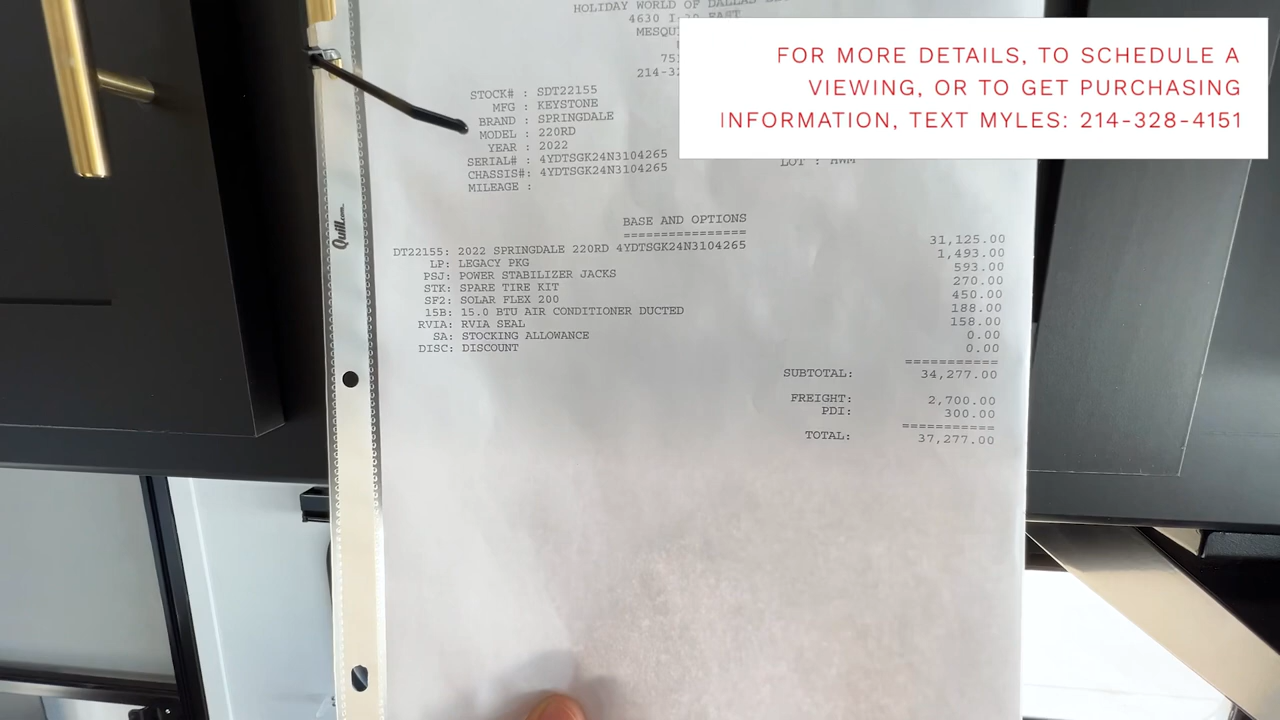 HOLIDAY WORLD OF DALLAS
4630 I-30 EAST
FOR MORE DETAILS, TO SCHEDULE A
VIEWING, OR TO GET PURCHASING
INFORMATION, TEXT MYLES: 214-328-4151
STOCK# : SDT22155
MFG : KEYSTONE
BRAND : SPRINGDALE
MODEL : 220RD
YEAR : 2022
SERIAL# : 4YDTSGK24N3104265
CHASSIS#: 4YDTSGK24N3104265
MILEAGE :
LOT : AWM
Quill.com
BASE AND OPTIONS
================
DT22155: 2022 SPRINGDALE 220RD 4YDTSGK24N3104265 31,125.00
LP: LEGACY PKG 1,493.00
PSJ: POWER STABILIZER JACKS 593.00
STK: SPARE TIRE KIT 270.00
SF2: SOLAR FLEX 200 450.00
15B: 15.0 BTU AIR CONDITIONER DUCTED 188.00
RVIA: RVIA SEAL 158.00
SA: STOCKING ALLOWANCE 0.00
DISC: DISCOUNT 0.00
===========
SUBTOTAL: 34,277.00
FREIGHT: 2,700.00
PDI: 300.00
===========
TOTAL: 37,277.00